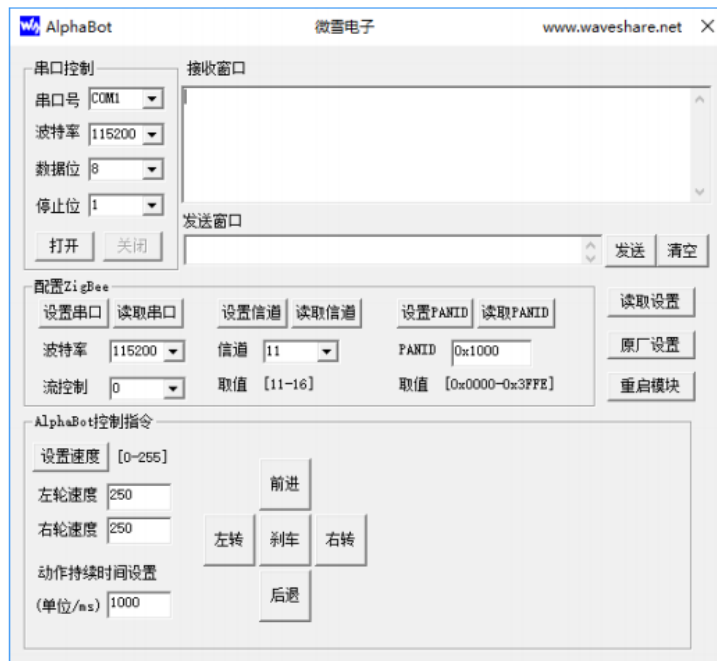 AlphaBot 微雪电子 www.waveshare.net
串口控制
串口号 COM1
波特率 115200
数据位 8
停止位 1
打开 关闭
接收窗口
发送窗口
发送 清空
配置ZigBee
设置串口 读取串口 设置信道 读取信道 设置PANID 读取PANID
波特率 115200 信道 11 PANID 0x1000
流控制 0 取值 [11-16] 取值 [0x0000-0x3FFE]
读取设置
原厂设置
重启模块
AlphaBot控制指令
设置速度 [0-255]
左轮速度 250
右轮速度 250
动作持续时间设置
(单位/ms) 1000
前进
左转 刹车 右转
后退